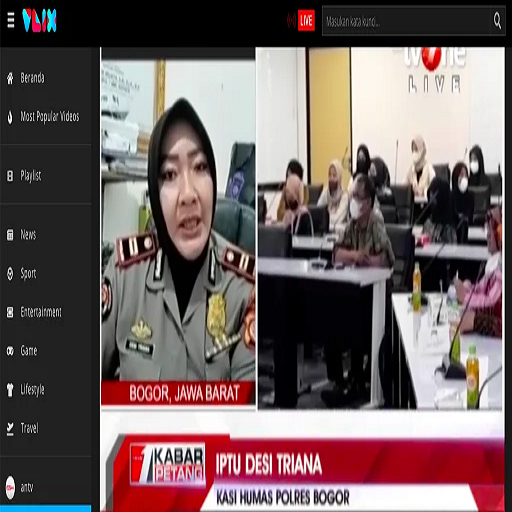 VLIX
LIVE
Masukan kata kunci...
Beranda
Most Popular Videos
Playlist
News
Sport
Entertainment
Game
Lifestyle
Travel
antv
tvOne
LIVE
BOGOR, JAWA BARAT
1 KABAR
PETANG
IPTU DESI TRIANA
KASI HUMAS POLRES BOGOR